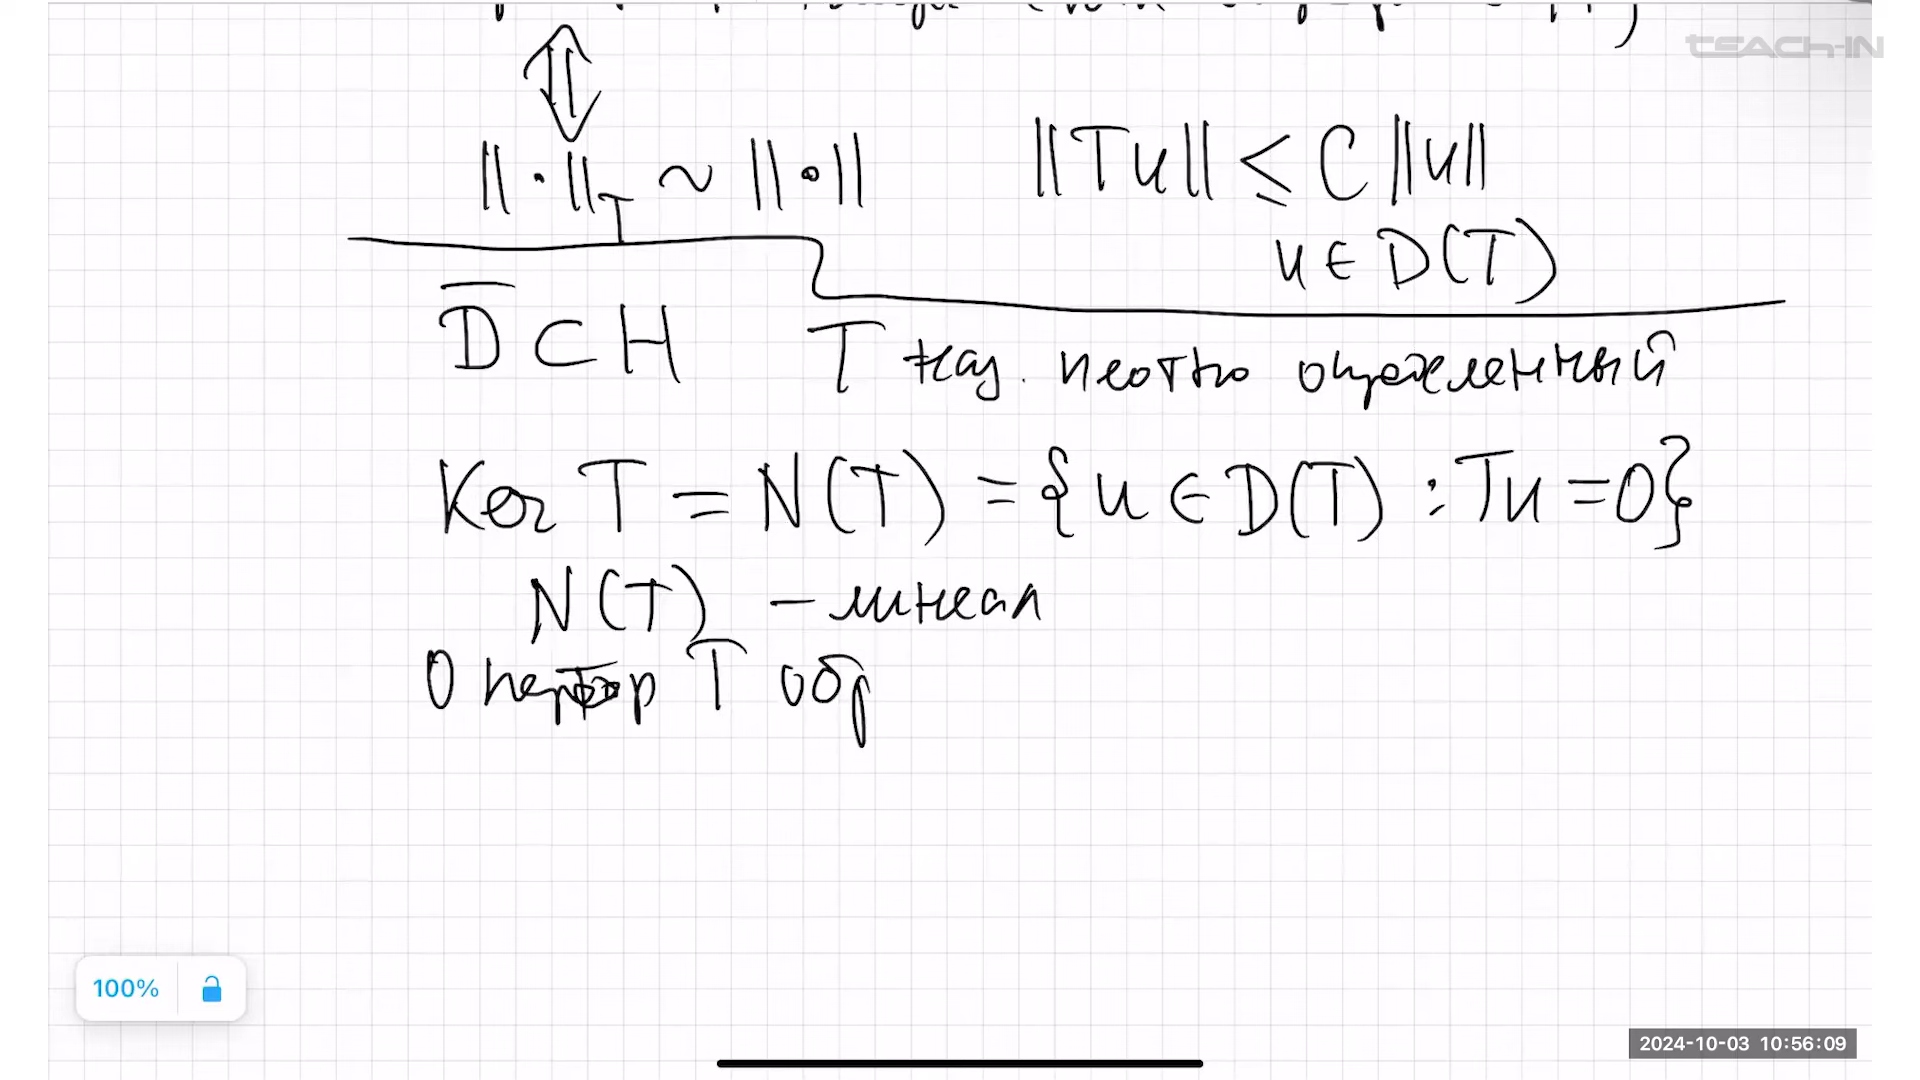 TEACH-IN
||·||_T ~ ||·|| ||Tu|| ≤ C ||u||
u ∈ D(T)
D̅ ⊂ H T наз. плотно определенный
Ker T = N(T) = {u ∈ D(T) : Tu = 0}
N(T) – линеал
Оператор T обр
100%
2024-10-03 10:56:09